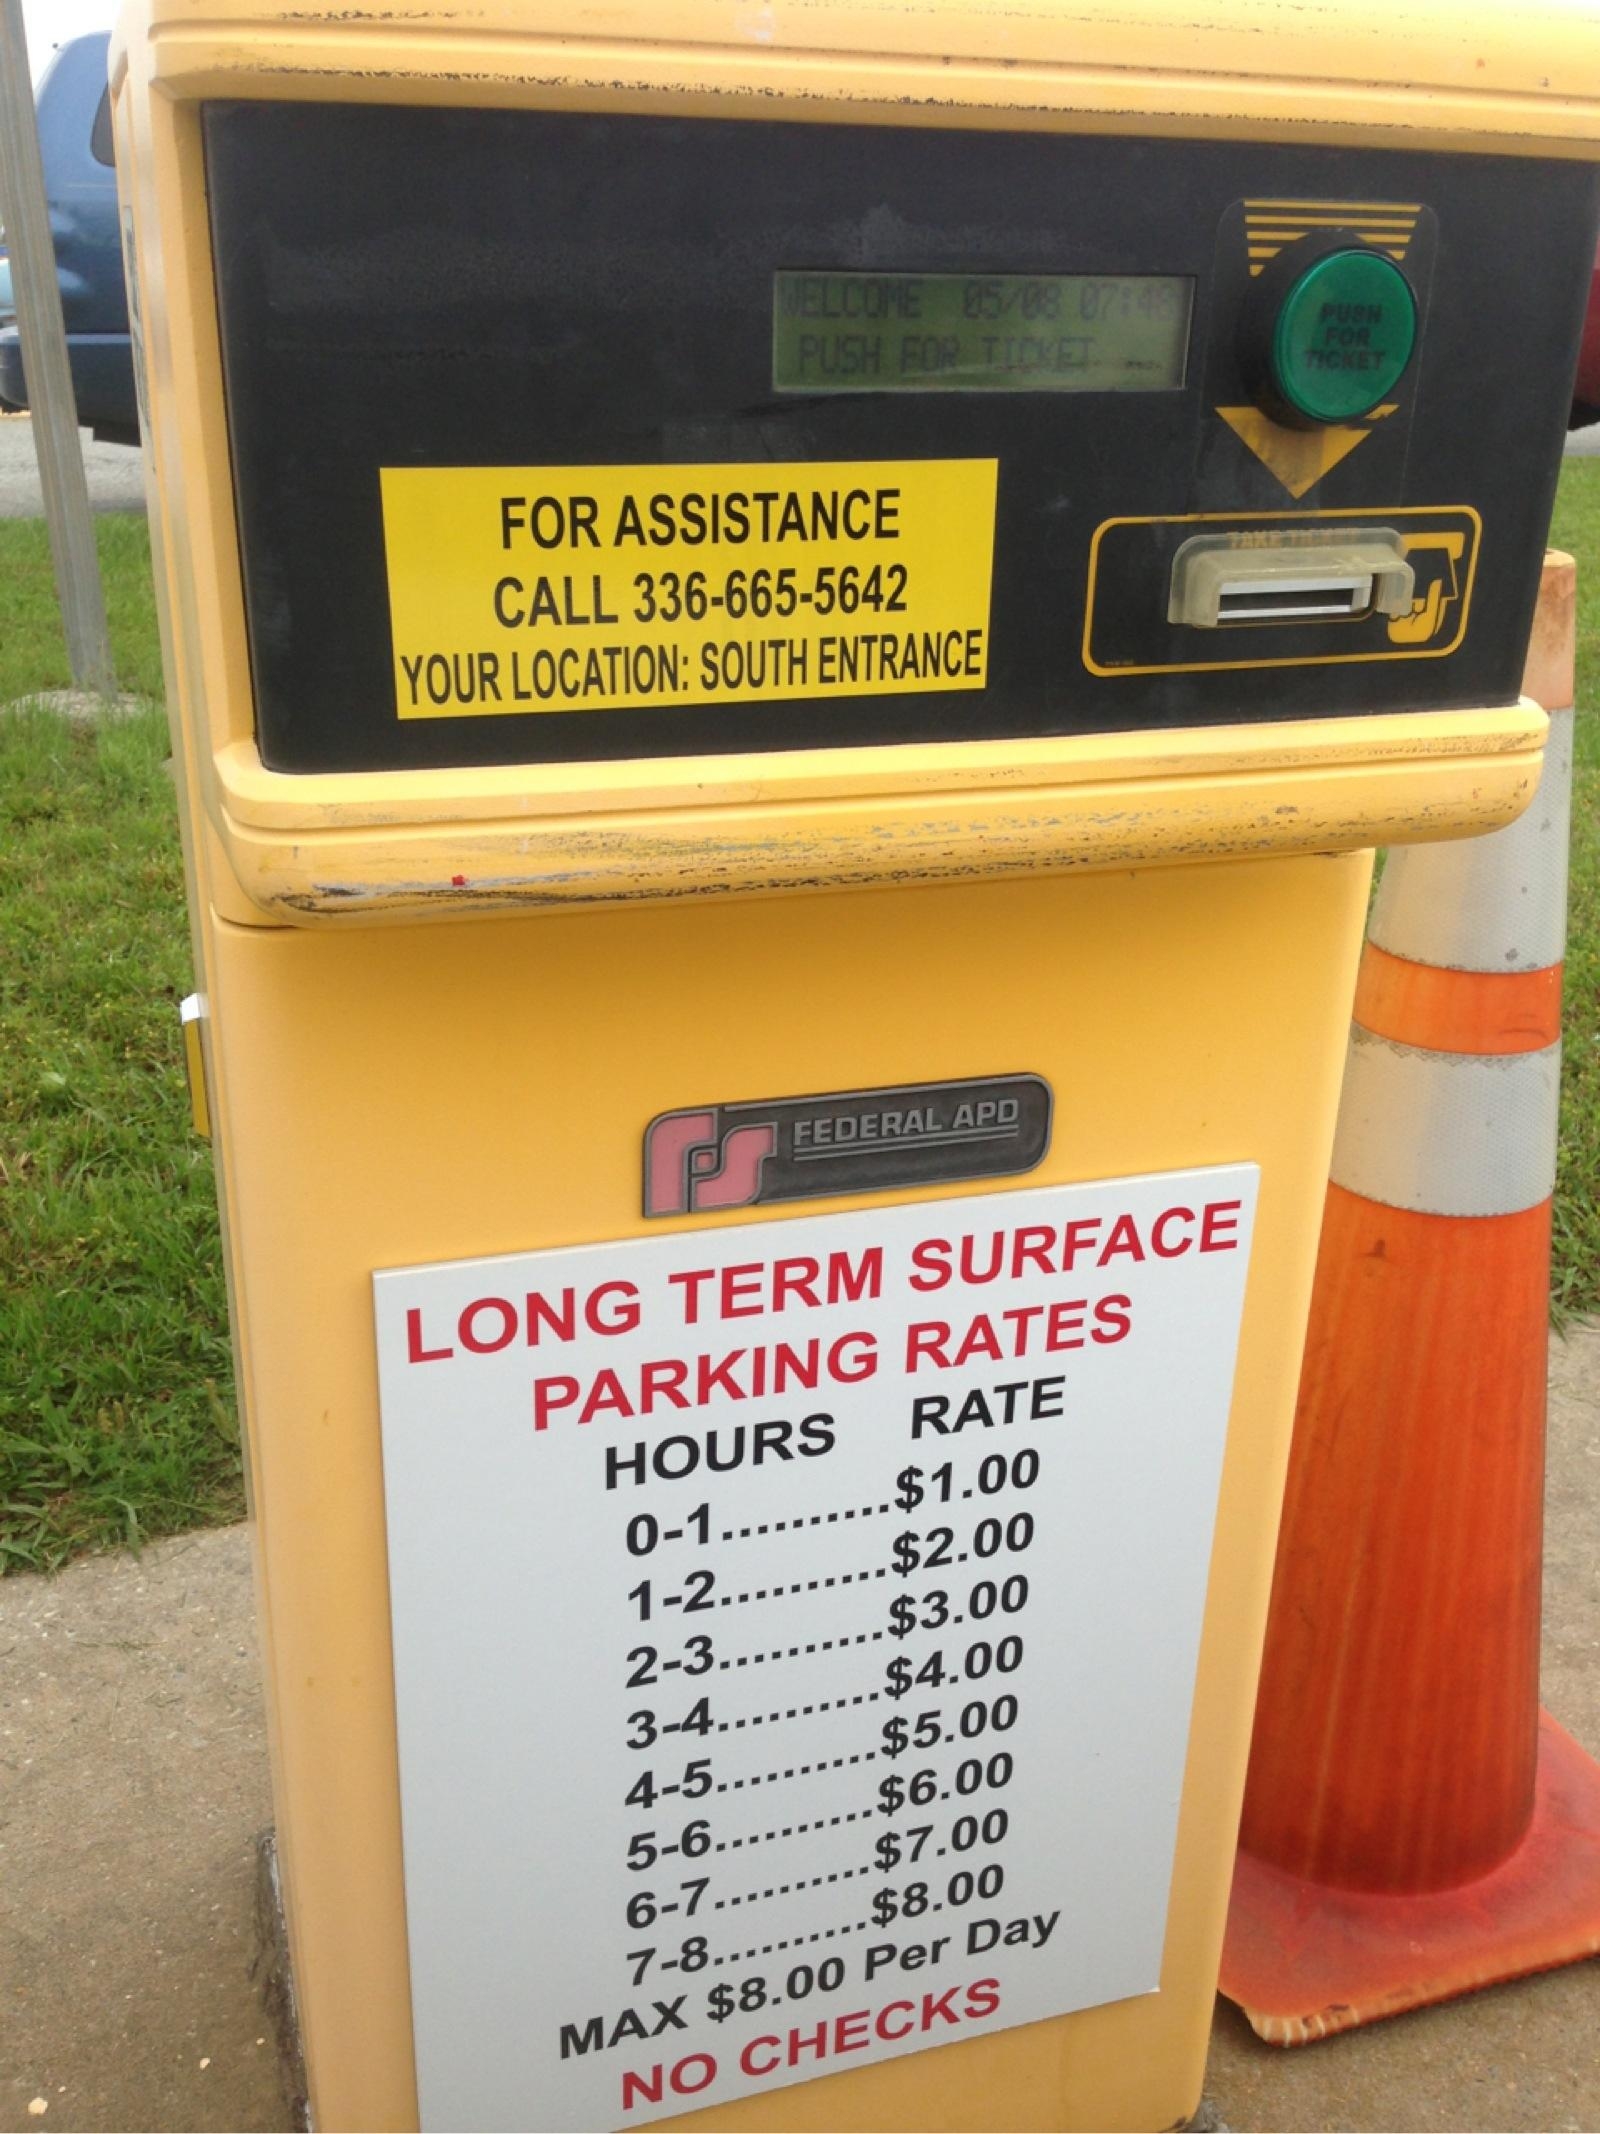 WELCOME 05/08 07:46
PUSH FOR TICKET
PUSH
FOR
TICKET
FOR ASSISTANCE
CALL 336-665-5642
YOUR LOCATION: SOUTH ENTRANCE
TAKE TICKET
FEDERAL APD
LONG TERM SURFACE
PARKING RATES
HOURS RATE
0-1..........$1.00
1-2..........$2.00
2-3..........$3.00
3-4..........$4.00
4-5..........$5.00
5-6..........$6.00
6-7..........$7.00
7-8..........$8.00
MAX $8.00 Per Day
NO CHECKS